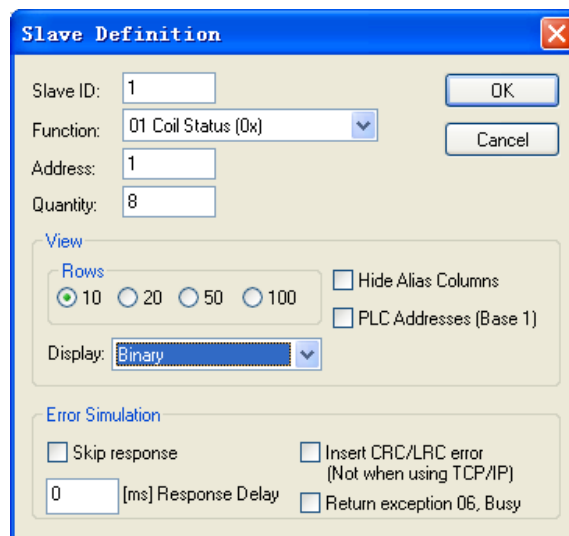 Slave Definition
Slave ID: 1
OK
Function: 01 Coil Status (0x)
Cancel
Address: 1
Quantity: 8
View
Rows
10 20 50 100
Hide Alias Columns
PLC Addresses (Base 1)
Display: Binary
Error Simulation
Skip response
Insert CRC/LRC error
(Not when using TCP/IP)
0 [ms] Response Delay
Return exception 06, Busy